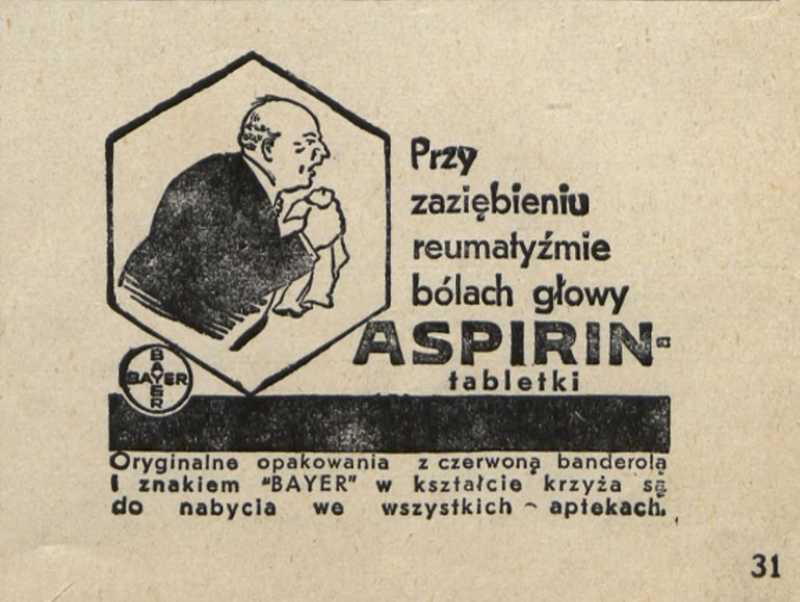 Przy
zaziębieniu
reumatyźmie
bólach głowy
ASPIRIN-
tabletki
BAYER
BAYER
Oryginalne opakowania z czerwoną banderolą
i znakiem "BAYER" w kształcie krzyża są
do nabycia we wszystkich - aptekach.
31